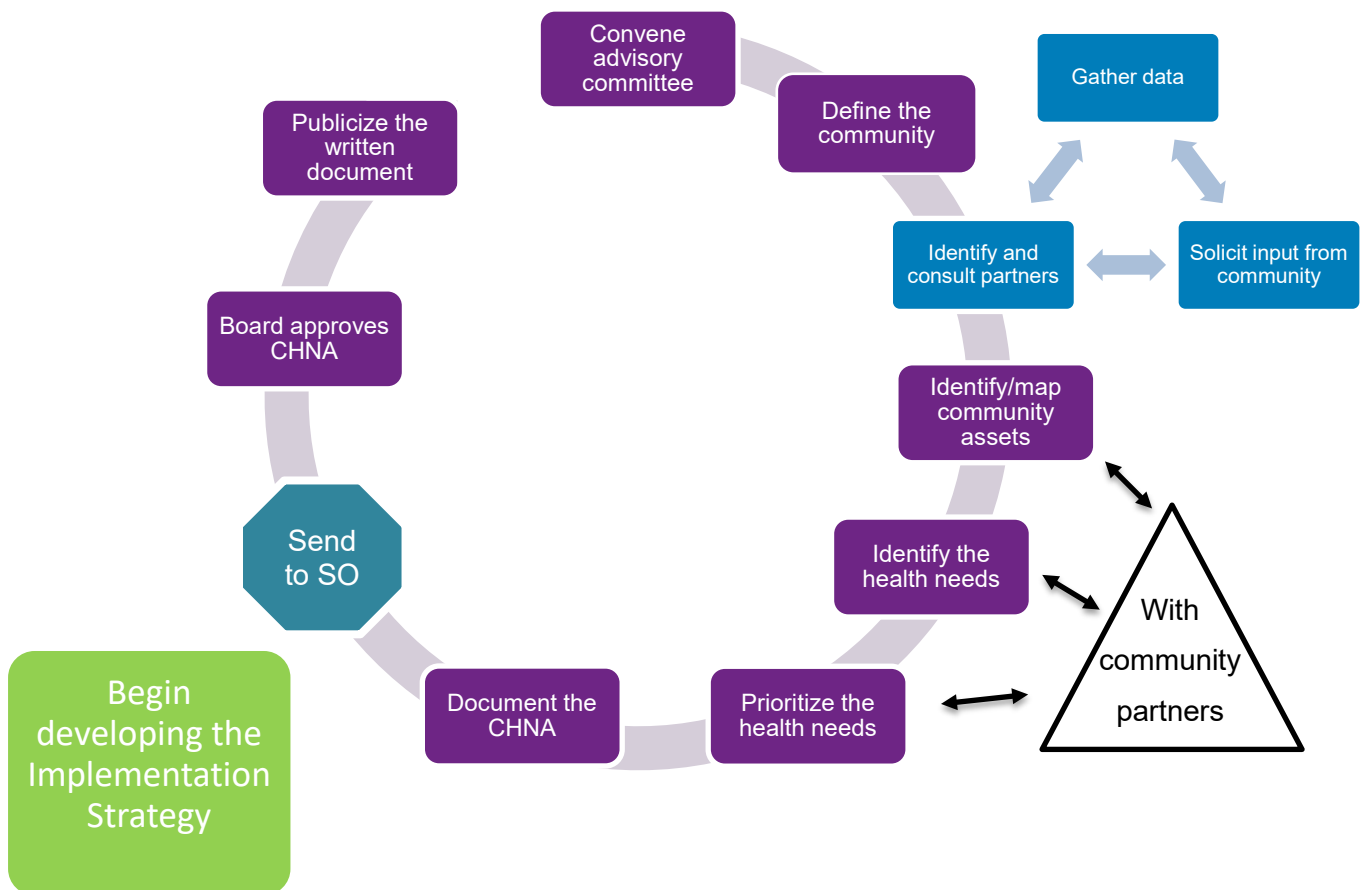 Convene
advisory
committee
Define the
community
Gather data
Identify and
consult partners
Solicit input from
community
Identify/map
community
assets
Identify the
health needs
With
community
partners
Prioritize the
health needs
Document the
CHNA
Send
to SO
Begin
developing the
Implementation
Strategy
Board approves
CHNA
Publicize the
written
document